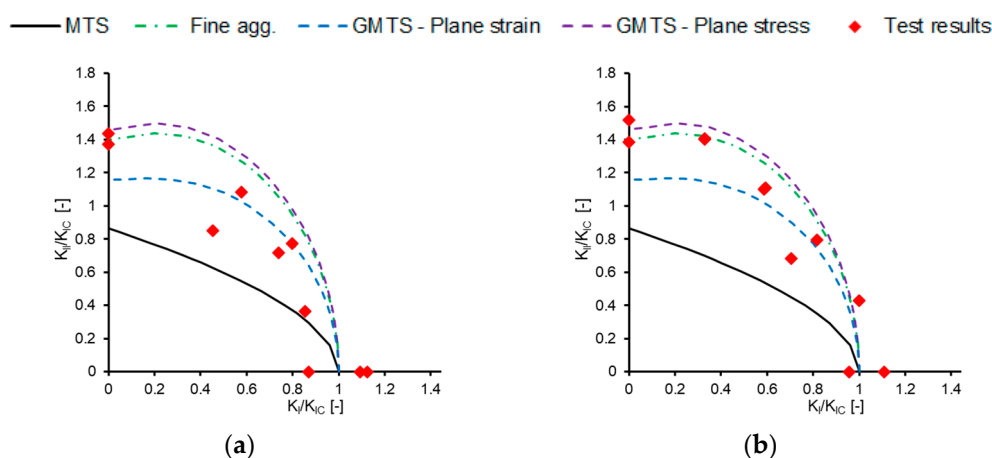 MTS Fine agg. GMTS - Plane strain GMTS - Plane stress Test results
1.8 1.8
1.6 1.6
1.4 1.4
1.2 1.2
1 1
0.8 0.8
0.6 0.6
0.4 0.4
0.2 0.2
0 0
KII/KIC [-] KII/KIC [-]
0 0.2 0.4 0.6 0.8 1 1.2 1.4 0 0.2 0.4 0.6 0.8 1 1.2 1.4
KI/KIC [-] KI/KIC [-]
(a) (b)